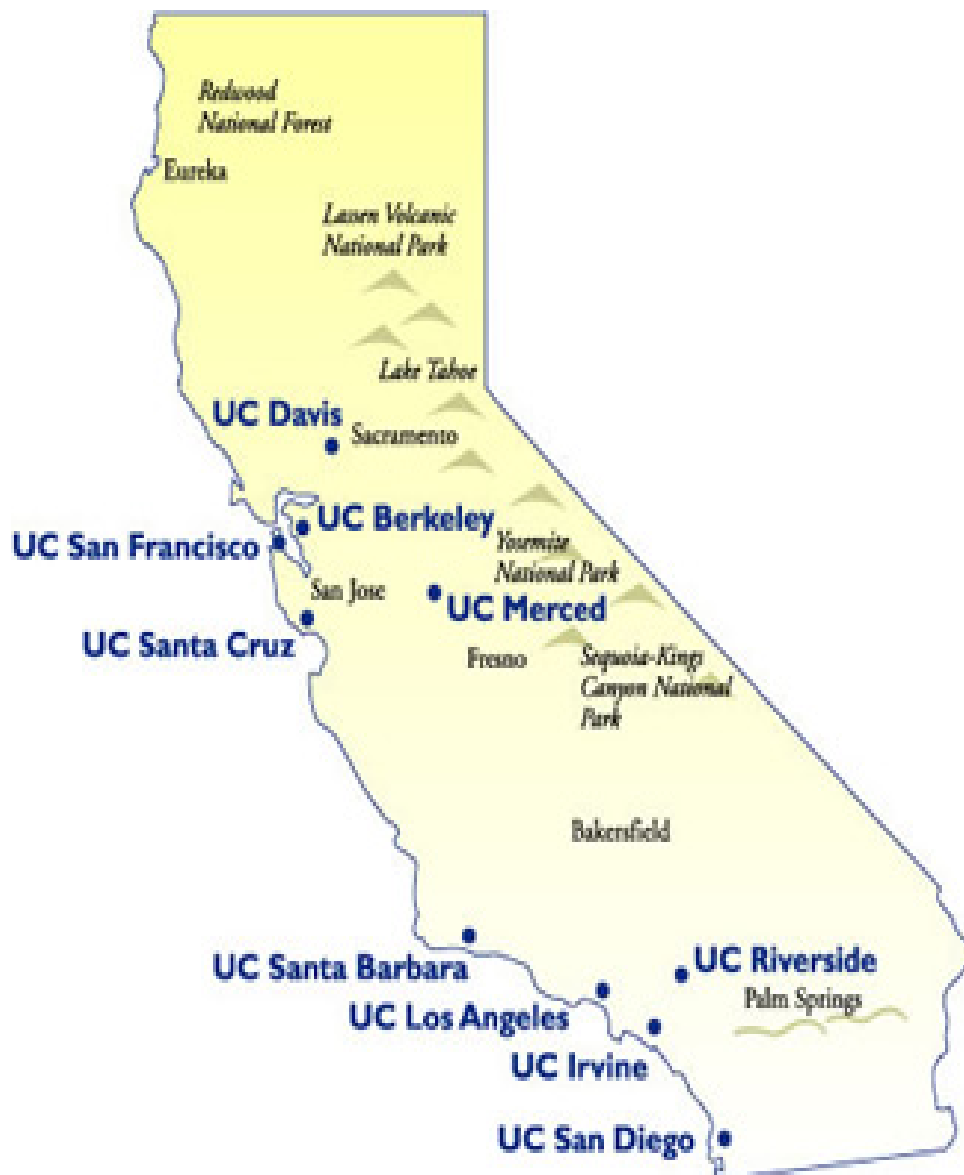 Redwood
National Forest
Eureka
Lassen Volcanic
National Park
Lake Tahoe
UC Davis
Sacramento
UC Berkeley
UC San Francisco
Yosemite
National Park
San Jose
UC Merced
UC Santa Cruz
Fresno
Sequoia-Kings
Canyon National
Park
Bakersfield
UC Santa Barbara
UC Riverside
Palm Springs
UC Los Angeles
UC Irvine
UC San Diego